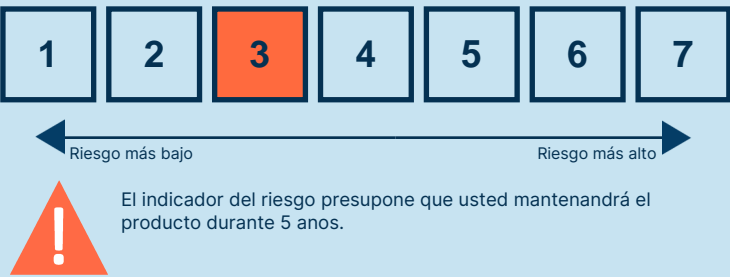 1 2 3 4 5 6 7
Riesgo más bajo Riesgo más alto
El indicador del riesgo presupone que usted mantenandrá el
producto durante 5 anos.